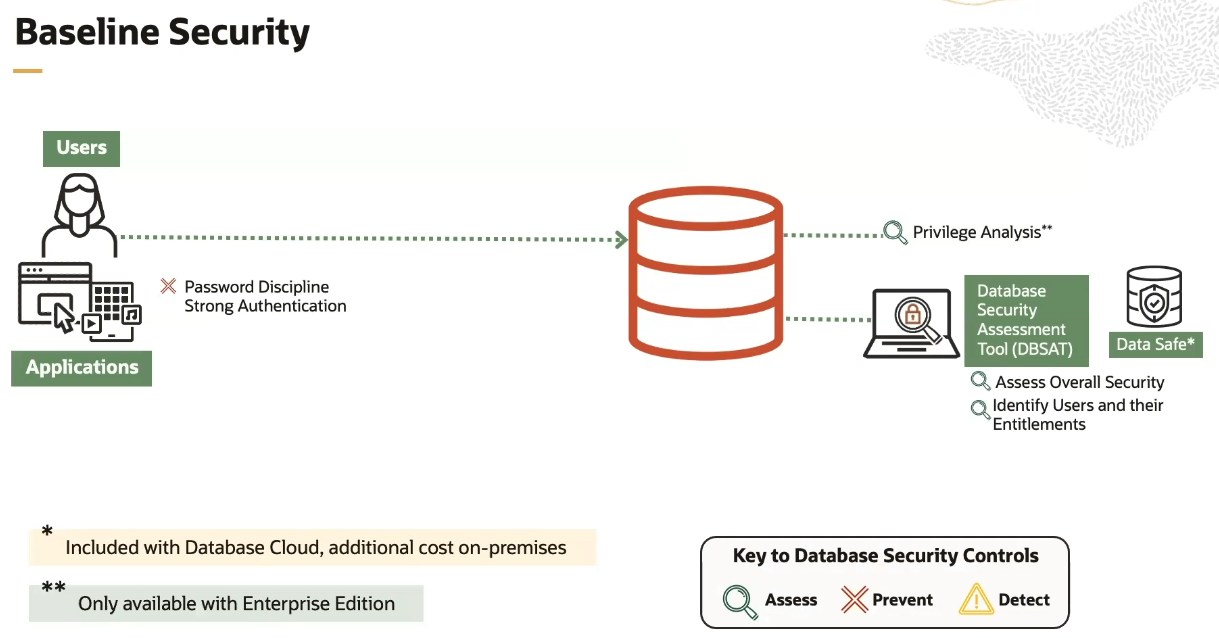 Baseline Security
Users
Password Discipline
Strong Authentication
Applications
Privilege Analysis**
Database
Security
Assessment
Tool (DBSAT)
Data Safe*
Assess Overall Security
Identify Users and their
Entitlements
* Included with Database Cloud, additional cost on-premises
** Only available with Enterprise Edition
Key to Database Security Controls
Assess Prevent Detect